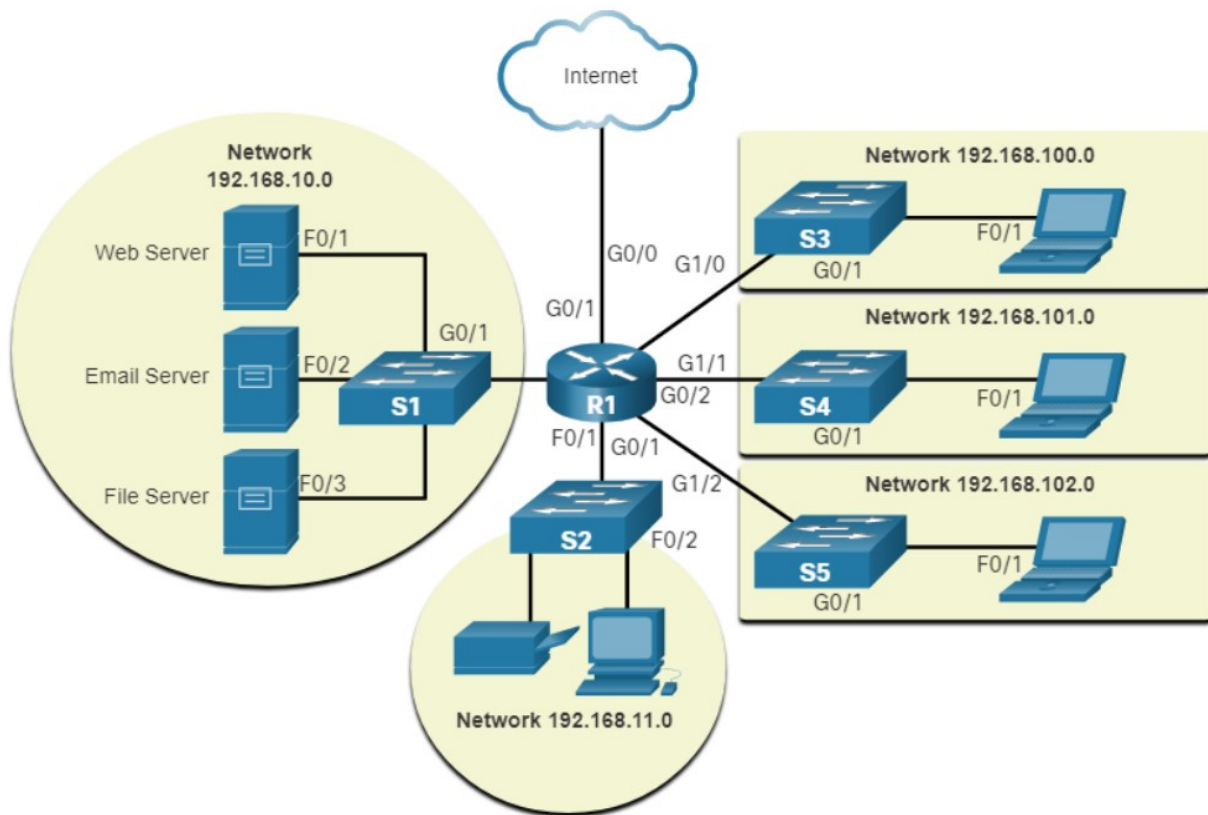 Internet
Network
192.168.10.0
Web Server
F0/1
Email Server
F0/2
File Server
F0/3
G0/1
S1
G0/0
G0/1
R1
G1/0
G1/1
G0/2
F0/1
G0/1
G1/2
S2
F0/2
Network 192.168.11.0
Network 192.168.100.0
S3
G0/1
F0/1
Network 192.168.101.0
S4
G0/1
F0/1
Network 192.168.102.0
S5
G0/1
F0/1